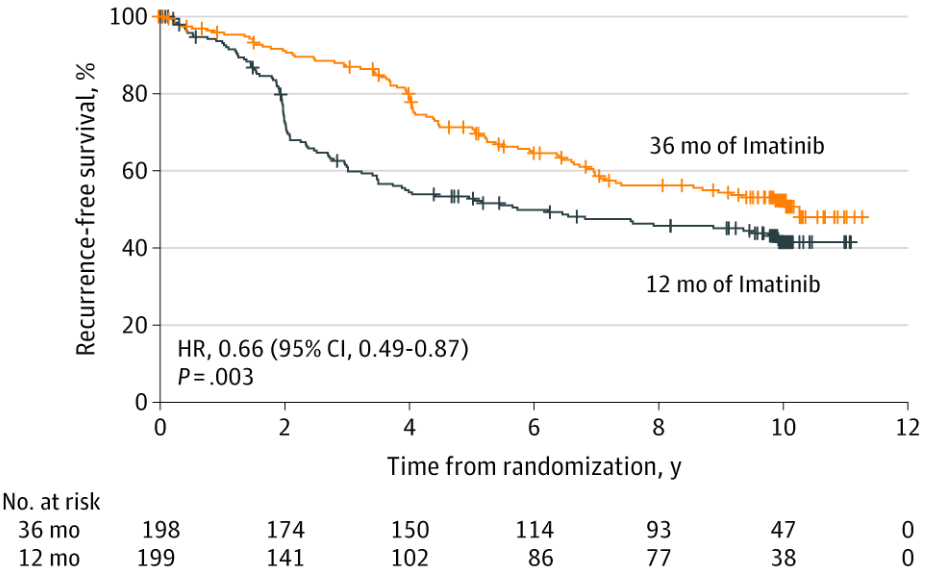 100
80
60
40
20
0
Recurrence-free survival, %
36 mo of Imatinib
12 mo of Imatinib
HR, 0.66 (95% CI, 0.49-0.87)
P=.003
0 2 4 6 8 10 12
Time from randomization, y
No. at risk
36 mo 198 174 150 114 93 47 0
12 mo 199 141 102 86 77 38 0